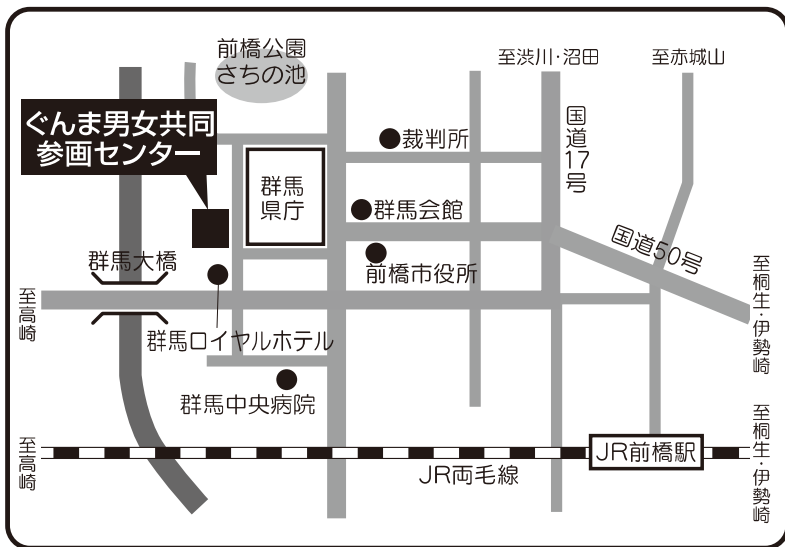 前橋公園
さちの池
至渋川・沼田
至赤城山
ぐんま男女共同
参画センター
裁判所
国道17号
群馬
県庁
群馬会館
国道50号
前橋市役所
群馬大橋
至高崎
至桐生・伊勢崎
群馬ロイヤルホテル
群馬中央病院
至高崎
JR前橋駅
至桐生・伊勢崎
JR両毛線